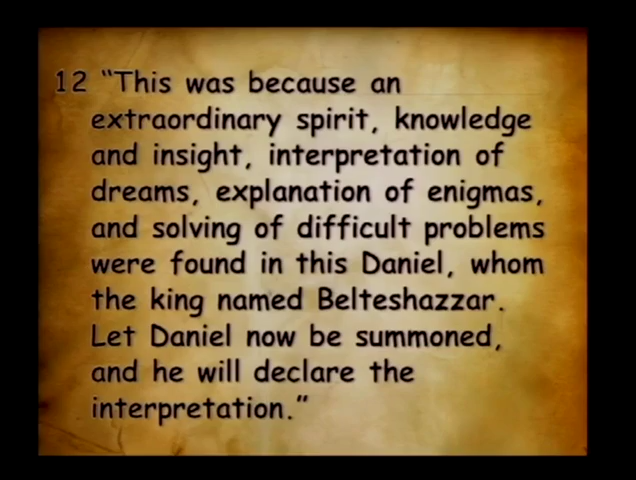 12 “This was because an
extraordinary spirit, knowledge
and insight, interpretation of
dreams, explanation of enigmas,
and solving of difficult problems
were found in this Daniel, whom
the king named Belteshazzar.
Let Daniel now be summoned,
and he will declare the
interpretation.”